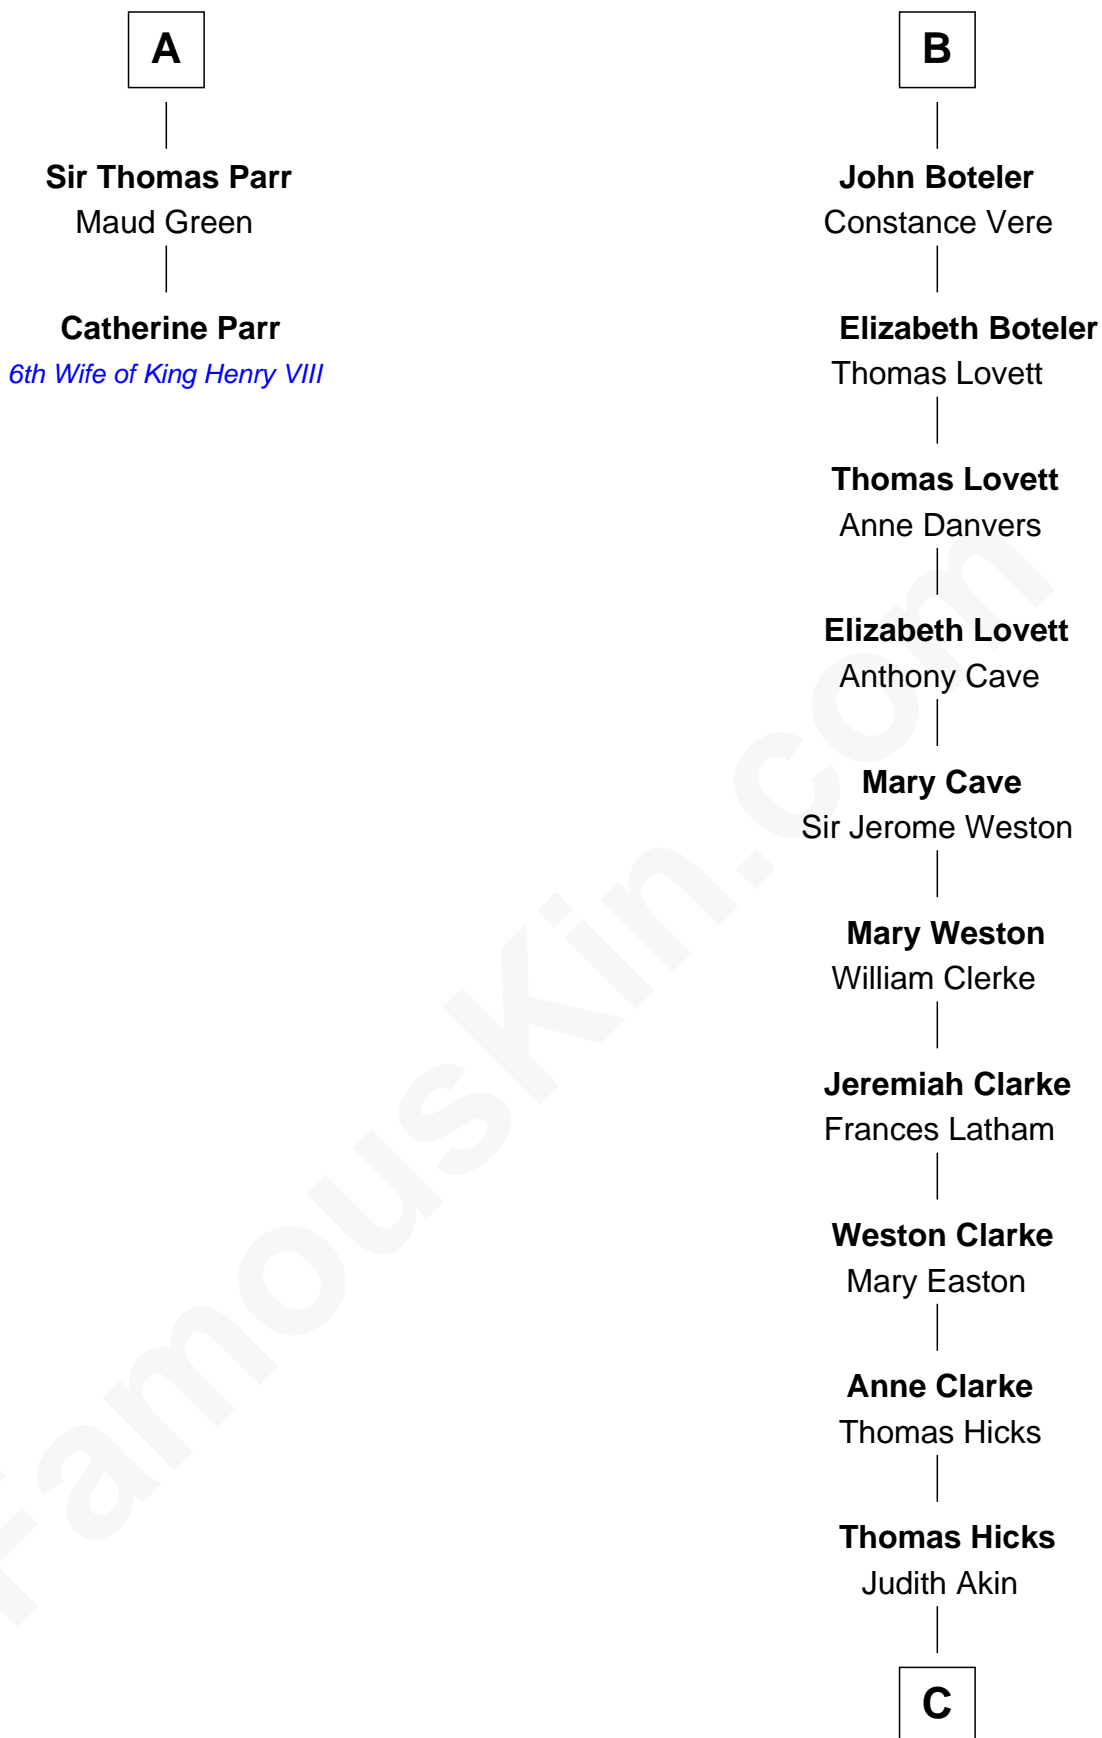 A
Sir Thomas Parr
Maud Green
Catherine Parr
6th Wife of King Henry VIII
B
John Boteler
Constance Vere
Elizabeth Boteler
Thomas Lovett
Thomas Lovett
Anne Danvers
Elizabeth Lovett
Anthony Cave
Mary Cave
Sir Jerome Weston
Mary Weston
William Clerke
Jeremiah Clarke
Frances Latham
Weston Clarke
Mary Easton
Anne Clarke
Thomas Hicks
Thomas Hicks
Judith Akin
C
FamousKin.com